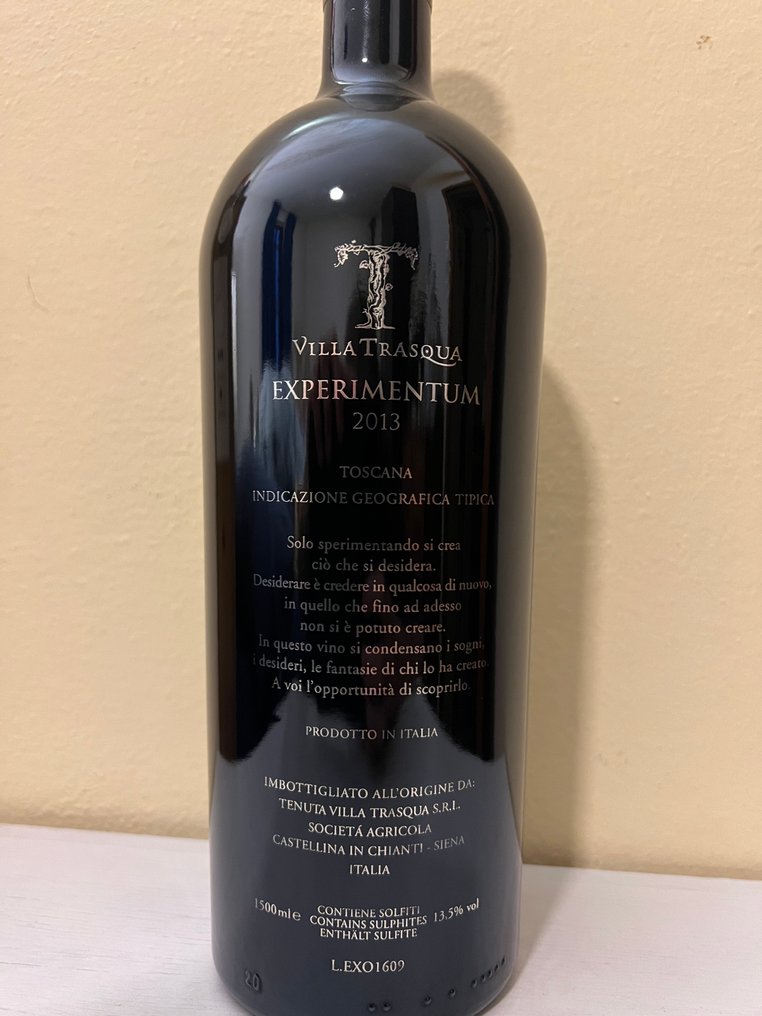 T
VILLA TRASQUA
EXPERIMENTUM
2013
TOSCANA
INDICAZIONE GEOGRAFICA TIPICA
Solo sperimentando si crea
ciò che si desidera.
Desiderare è credere in qualcosa di nuovo,
in quello che fino ad adesso
non si è potuto creare.
In questo vino si condensano i sogni,
i desideri, le fantasie di chi lo ha creato.
A voi l'opportunità di scoprirlo.
PRODOTTO IN ITALIA
IMBOTTIGLIATO ALL'ORIGINE DA:
TENUTA VILLA TRASQUA S.R.L.
SOCIETÁ AGRICOLA
CASTELLINA IN CHIANTI - SIENA
ITALIA
1500ml e CONTIENE SOLFITI 13.5% vol
CONTAINS SULPHITES
ENTHÄLT SULFITE
L.EXO1609
20